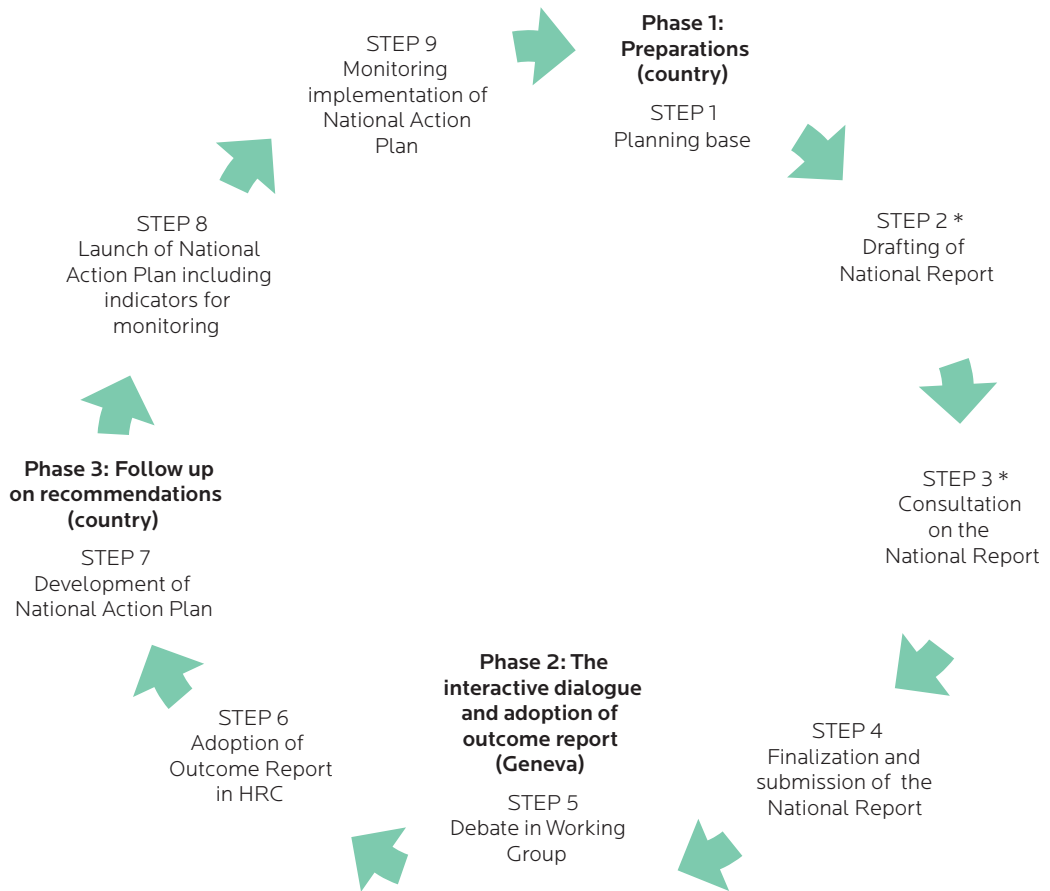 Phase 1:
Preparations
(country)
STEP 1
Planning base
STEP 2 *
Drafting of
National Report
STEP 3 *
Consultation
on the
National Report
STEP 4
Finalization and
submission of the
National Report
Phase 2: The
interactive dialogue
and adoption of
outcome report
(Geneva)
STEP 5
Debate in Working
Group
STEP 6
Adoption of
Outcome Report
in HRC
Phase 3: Follow up
on recommendations
(country)
STEP 7
Development of
National Action Plan
STEP 8
Launch of National
Action Plan including
indicators for
monitoring
STEP 9
Monitoring
implementation of
National Action
Plan